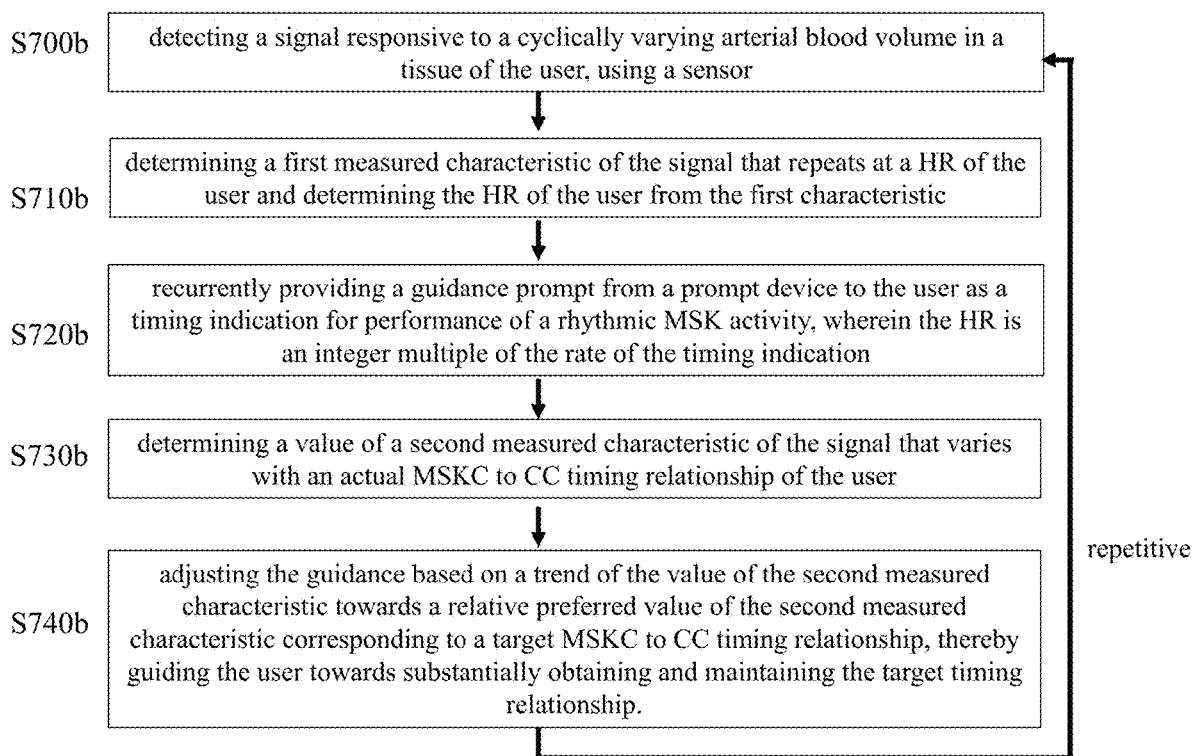 S700b
detecting a signal responsive to a cyclically varying arterial blood volume in a
tissue of the user, using a sensor
S710b
determining a first measured characteristic of the signal that repeats at a HR of the
user and determining the HR of the user from the first characteristic
S720b
recurrently providing a guidance prompt from a prompt device to the user as a
timing indication for performance of a rhythmic MSK activity, wherein the HR is
an integer multiple of the rate of the timing indication
S730b
determining a value of a second measured characteristic of the signal that varies
with an actual MSKC to CC timing relationship of the user
S740b
adjusting the guidance based on a trend of the value of the second measured
characteristic towards a relative preferred value of the second measured
characteristic corresponding to a target MSKC to CC timing relationship, thereby
guiding the user towards substantially obtaining and maintaining the target timing
relationship.
repetitive